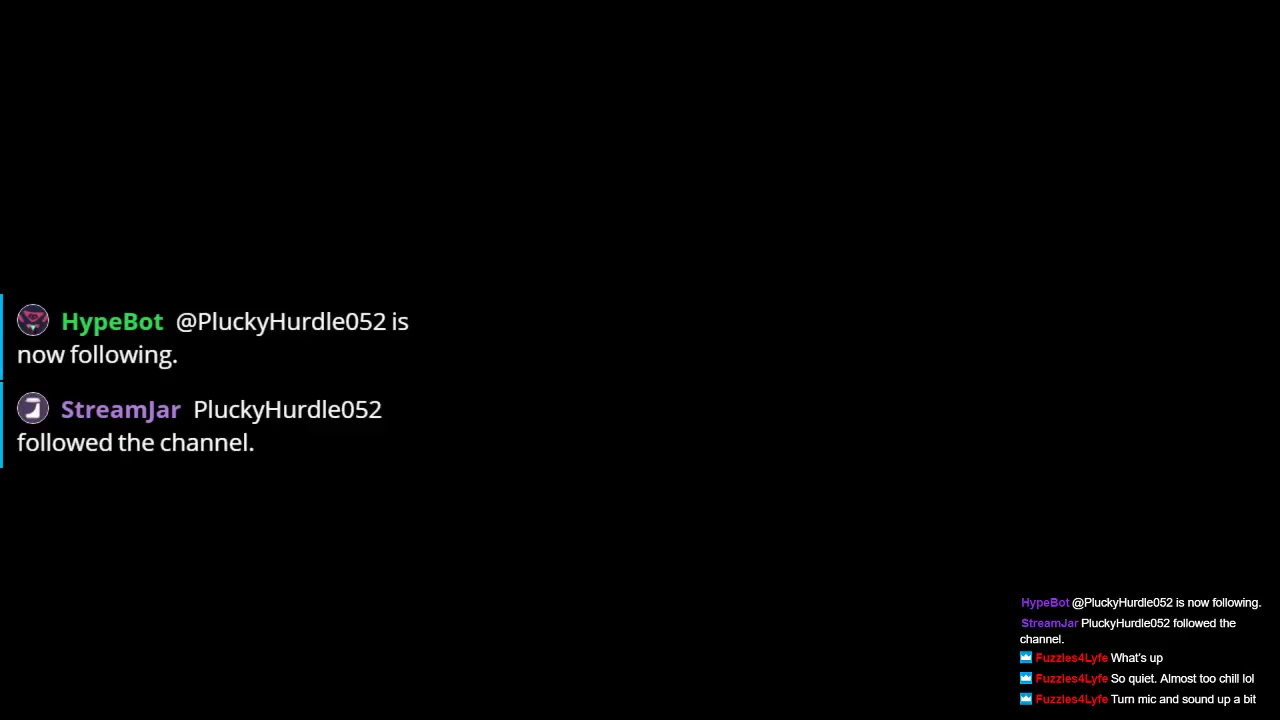 HypeBot @PluckyHurdle052 is
now following.
StreamJar PluckyHurdle052
followed the channel.
HypeBot @PluckyHurdle052 is now following.
StreamJar PluckyHurdle052 followed the
channel.
Fuzzles4Lyfe What's up
Fuzzles4Lyfe So quiet. Almost too chill lol
Fuzzles4Lyfe Turn mic and sound up a bit